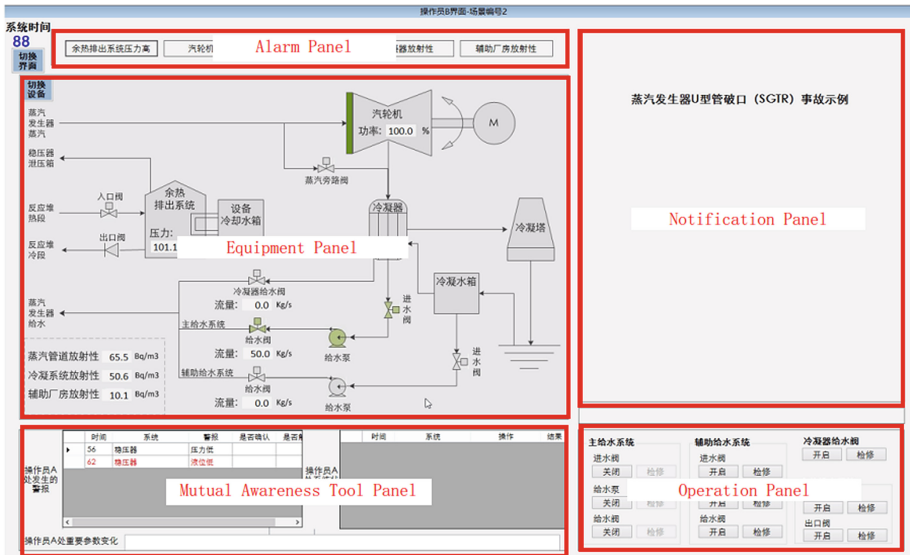 操作员B界面-场景编号2
系统时间
88
切换
界面
余热排出系统压力高
汽轮机
Alarm Panel
器放射性
辅助厂房放射性
切换
设备
蒸汽
发生器
蒸汽
稳压器
泄压箱
反应堆
热段
反应堆
冷段
蒸汽
发生器
给水
入口阀
出口阀
余热
排出系统
压力:
101.1
设备
冷却水箱
汽轮机
功率: 100.0 %
M
蒸汽旁路阀
冷凝器
冷凝塔
冷凝水箱
Equipment Panel
冷凝器给水阀
流量: 0.0 Kg/s
主给水系统
给水阀
流量: 50.0 Kg/s
辅助给水系统
给水阀
流量: 0.0 Kg/s
进
水
阀
给水泵
进
水
阀
给水泵
蒸汽管道放射性 65.5 Bq/m3
冷凝系统放射性 50.6 Bq/m3
辅助厂房放射性 10.1 Bq/m3
蒸汽发生器U型管破口（SGTR）事故示例
Notification Panel
操作员A
处发生的
警报
时间 系统 警报 是否确认
56 稳压器 压力低
62 稳压器 液位低
操作员A
时间 系统 操作 结果
Mutual Awareness Tool Panel
操作员A处重要参数变化
主给水系统
进水阀
关闭 检修
给水泵
关闭 检修
给水阀
关闭 检修
辅助给水系统
进水阀
开启 检修
开启 检修
给水阀
开启 检修
冷凝器给水阀
开启 检修
开启 检修
出口阀
开启 检修
Operation Panel